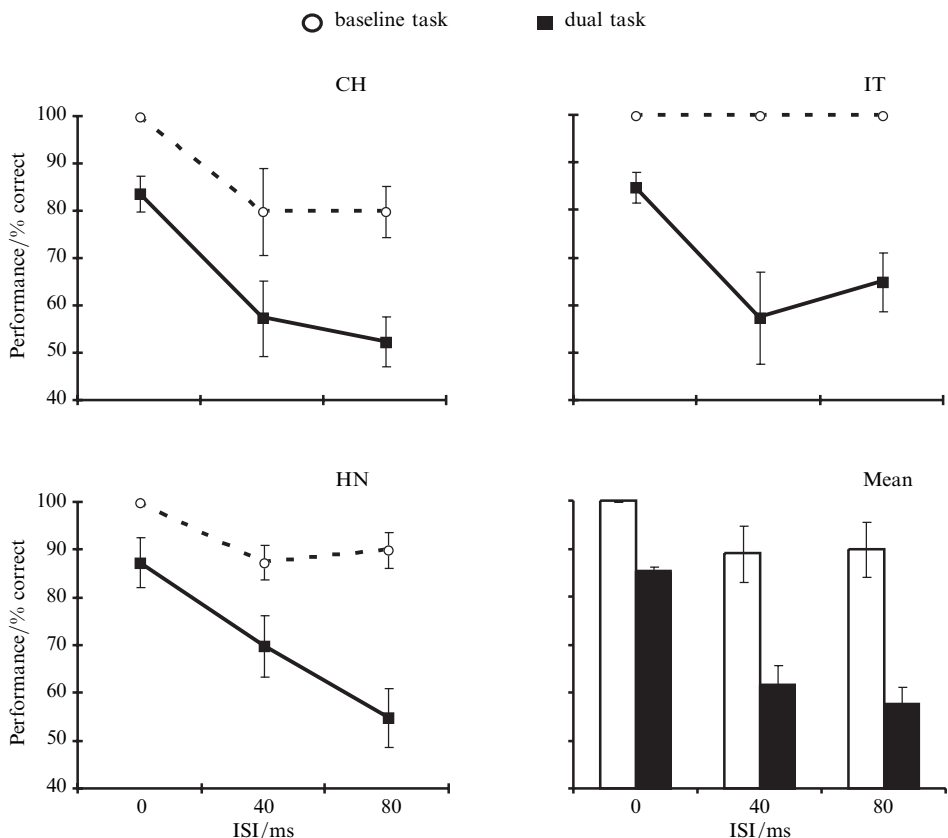 baseline task dual task
CH IT
100
90
80
70
60
50
40
Performance/% correct
HN Mean
100
90
80
70
60
50
40
Performance/% correct
0 40 80 0 40 80
ISI/ms ISI/ms